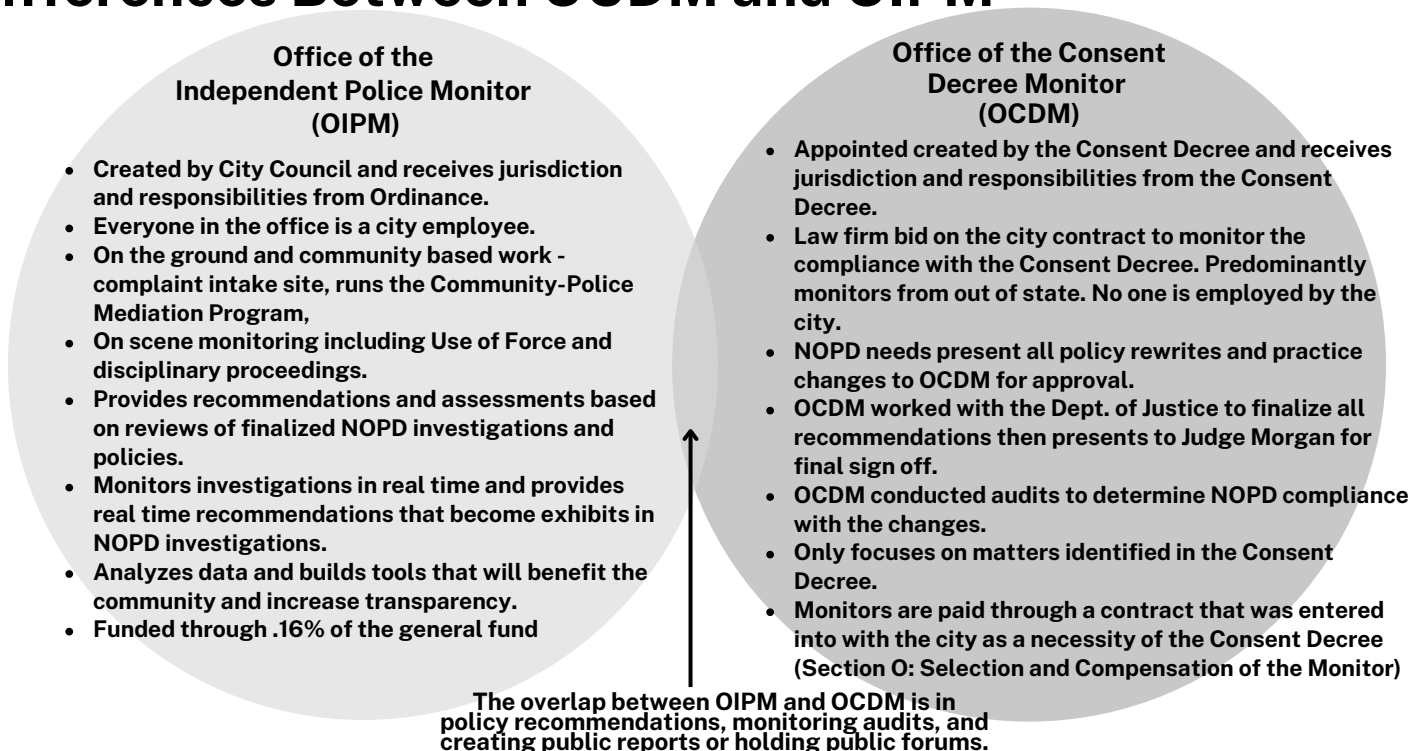 ifferences Between OCDM and OIPM
Office of the
Independent Police Monitor
(OIPM)
• Created by City Council and receives jurisdiction
and responsibilities from Ordinance.
• Everyone in the office is a city employee.
• On the ground and community based work -
complaint intake site, runs the Community-Police
Mediation Program,
• On scene monitoring including Use of Force and
disciplinary proceedings.
• Provides recommendations and assessments based
on reviews of finalized NOPD investigations and
policies.
• Monitors investigations in real time and provides
real time recommendations that become exhibits in
NOPD investigations.
• Analyzes data and builds tools that will benefit the
community and increase transparency.
• Funded through .16% of the general fund
Office of the Consent
Decree Monitor
(OCDM)
• Appointed created by the Consent Decree and receives
jurisdiction and responsibilities from the Consent
Decree.
• Law firm bid on the city contract to monitor the
compliance with the Consent Decree. Predominantly
monitors from out of state. No one is employed by the
city.
• NOPD needs present all policy rewrites and practice
changes to OCDM for approval.
• OCDM worked with the Dept. of Justice to finalize all
recommendations then presents to Judge Morgan for
final sign off.
• OCDM conducted audits to determine NOPD compliance
with the changes.
• Only focuses on matters identified in the Consent
Decree.
• Monitors are paid through a contract that was entered
into with the city as a necessity of the Consent Decree
(Section O: Selection and Compensation of the Monitor)
The overlap between OIPM and OCDM is in
policy recommendations, monitoring audits, and
creating public reports or holding public forums.